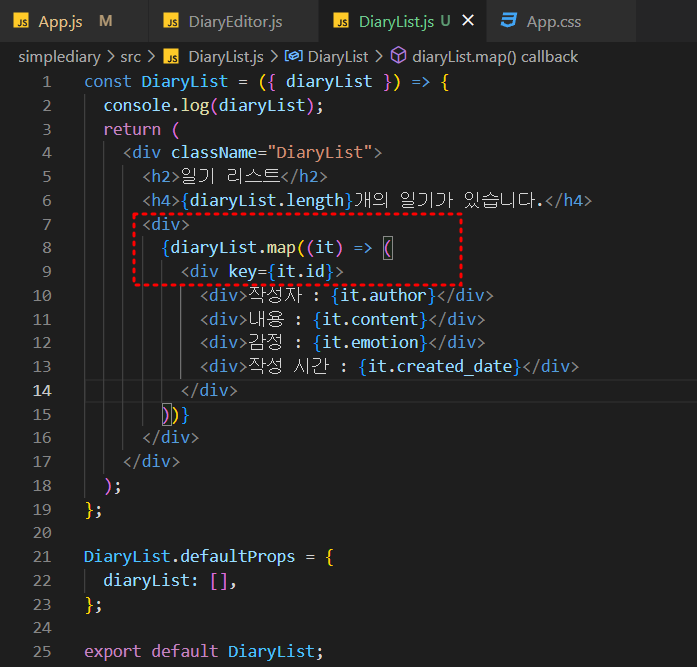 JS App.js M JS DiaryEditor.js JS DiaryList.js U App.css
simplediary > src > JS DiaryList.js > DiaryList > diaryList.map() callback
1 const DiaryList = ({ diaryList }) => {
2 console.log(diaryList);
3 return (
4 <div className="DiaryList">
5 <h2>일기 리스트</h2>
6 <h4>{diaryList.length}개의 일기가 있습니다.</h4>
7 <div>
8 {diaryList.map((it) => (
9 <div key={it.id}>
10 <div>작성자 : {it.author}</div>
11 <div>내용 : {it.content}</div>
12 <div>감정 : {it.emotion}</div>
13 <div>작성 시간 : {it.created_date}</div>
14 </div>
15 ))}
16 </div>
17 </div>
18 );
19 };
20
21 DiaryList.defaultProps = {
22 diaryList: [],
23 };
24
25 export default DiaryList;